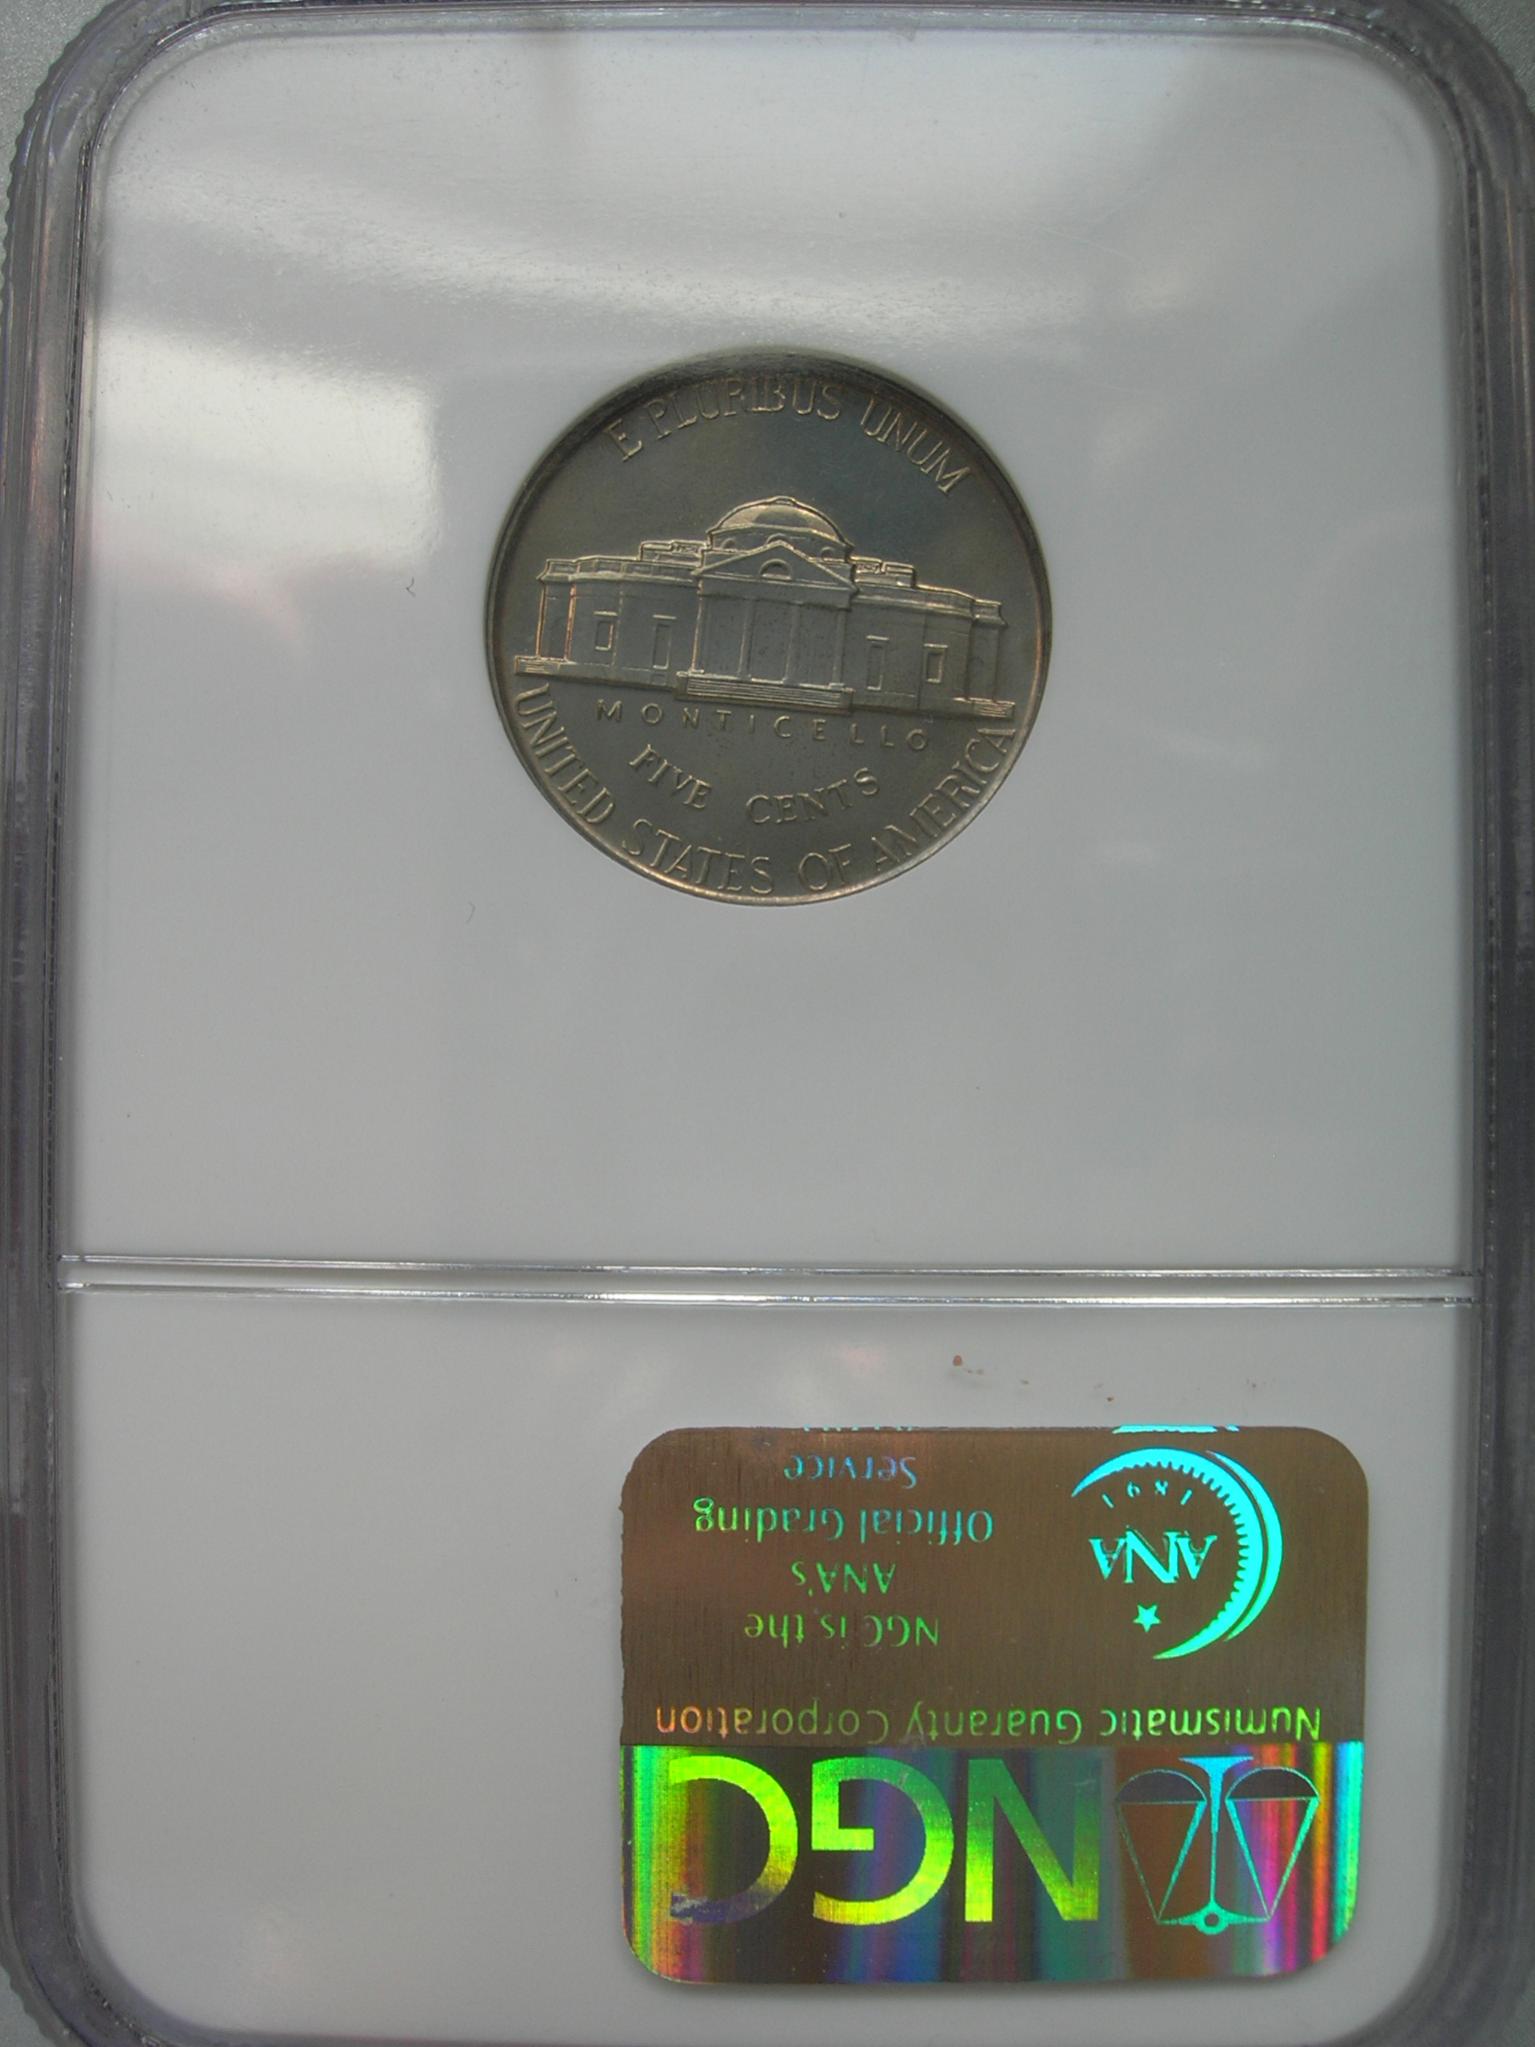 E PLURIBUS UNUM
MONTICELLO
FIVE CENTS
UNITED STATES OF AMERICA
NGC
Numismatic Guaranty Corporation
NGC is the
ANA's
Official Grading
Service
ANA
1891